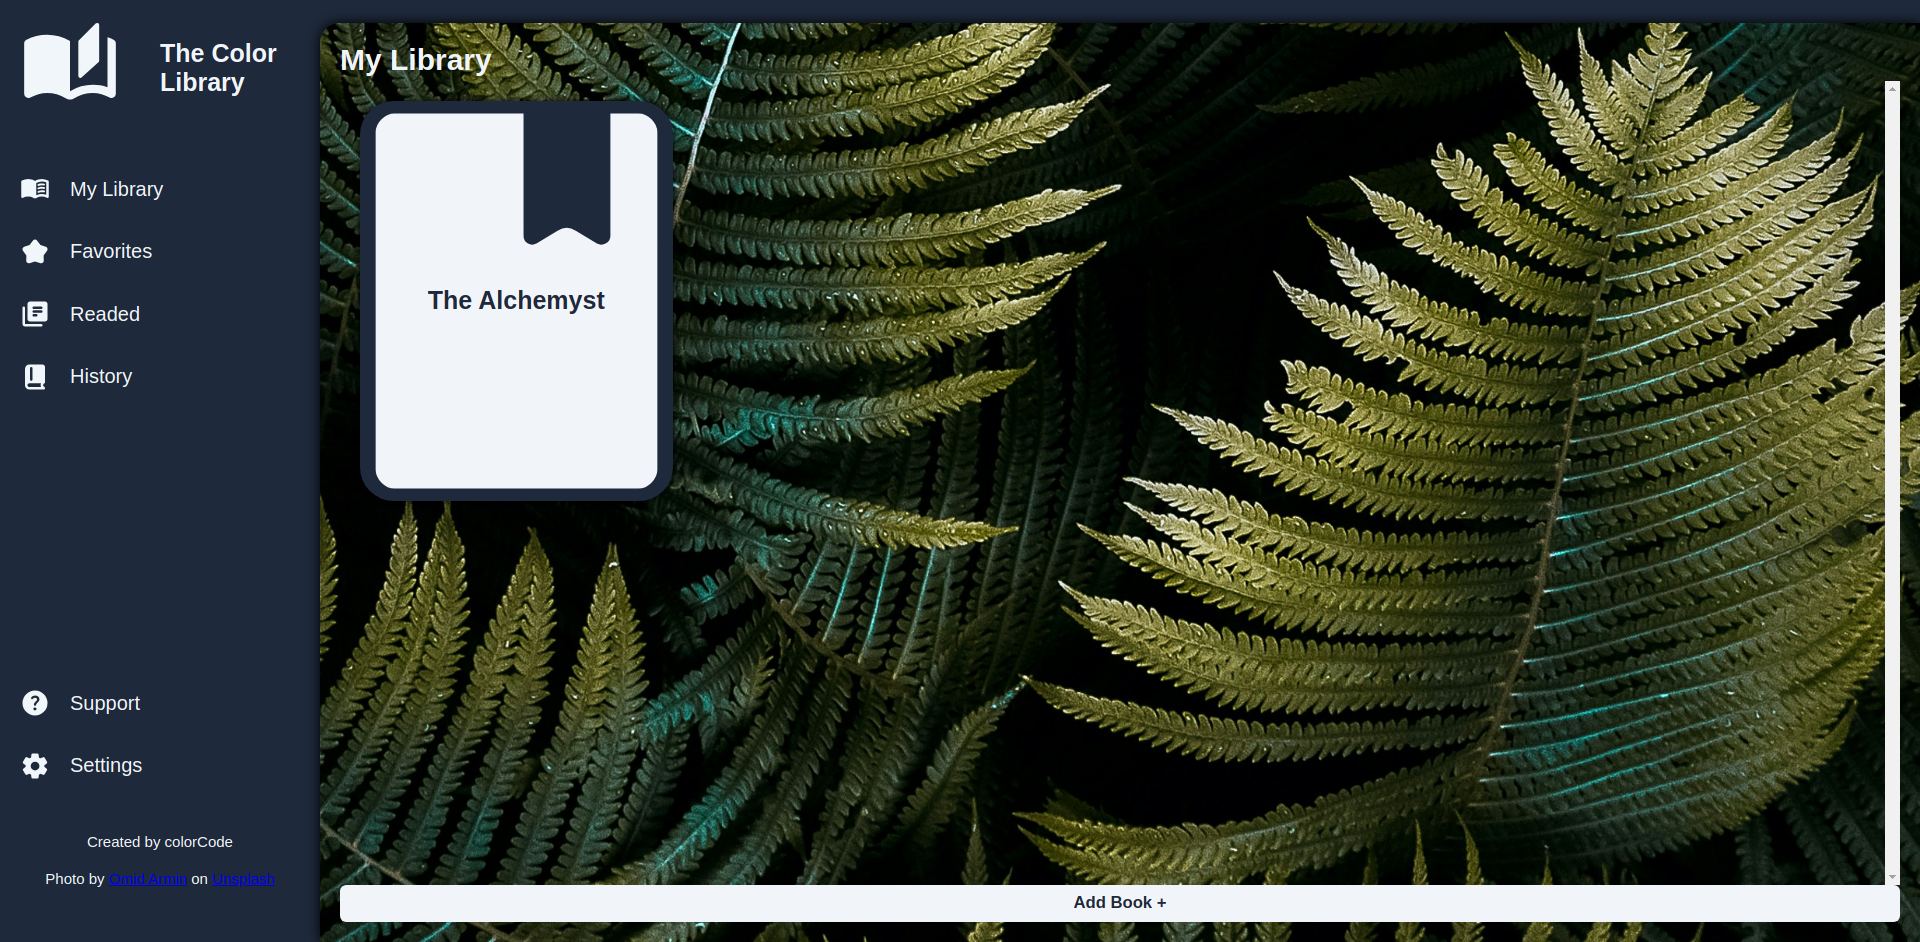 The Color
Library
My Library
Favorites
Readed
History
Support
Settings
Created by colorCode
Photo by Omid Armin on Unsplash
My Library
The Alchemyst
Add Book +